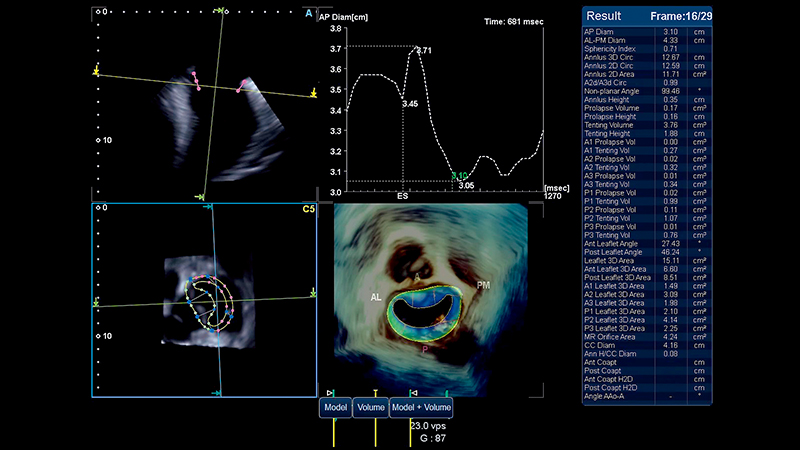 A
0
10
AP Diam[cm]
Time: 681 msec
3.8
3.7
3.6
3.5
3.4
3.3
3.2
3.1
3.0
3.71
3.45
3.10
3.05
ES
[msec]
1270
C5
0
10
A
AL
PM
P
Model
Volume
Model + Volume
23.0 vps
G : 87
Result Frame:16/29
AP Diam 3.10 cm
AL-PM Diam 4.33 cm
Sphericity Index 0.71
Annlus 3D Circ 12.67 cm
Annlus 2D Circ 12.59 cm
Annlus 2D Area 11.71 cm²
A2d/A3d Circ 0.99
Non-planar Angle 99.46 °
Annlus Height 0.35 cm
Prolapse Volume 0.17 cm³
Prolapse Height 0.16 cm
Tenting Volume 3.76 cm³
Tenting Height 1.88 cm
A1 Prolapse Vol 0.00 cm³
A1 Tenting Vol 0.27 cm³
A2 Prolapse Vol 0.02 cm³
A2 Tenting Vol 0.32 cm³
A3 Prolapse Vol 0.01 cm³
A3 Tenting Vol 0.34 cm³
P1 Prolapse Vol 0.02 cm³
P1 Tenting Vol 0.99 cm³
P2 Prolapse Vol 0.11 cm³
P2 Tenting Vol 1.07 cm³
P3 Prolapse Vol 0.01 cm³
P3 Tenting Vol 0.76 cm³
Ant Leaflet Angle 27.43 °
Post Leaflet Angle 46.24 °
Leaflet 3D Area 15.11 cm²
Ant Leaflet 3D Area 6.60 cm²
Post Leaflet 3D Area 8.51 cm²
A1 Leaflet 3D Area 1.49 cm²
A2 Leaflet 3D Area 3.09 cm²
A3 Leaflet 3D Area 1.98 cm²
P1 Leaflet 3D Area 2.10 cm²
P2 Leaflet 3D Area 4.14 cm²
P3 Leaflet 3D Area 2.25 cm²
MR Orifice Area 4.24 cm²
CC Diam 4.16 cm
Ann H/CC Diam 0.08
Ant Coapt cm
Post Coapt cm
Ant Coapt H2D cm
Post Coapt H2D cm
Angle AAo-A - °